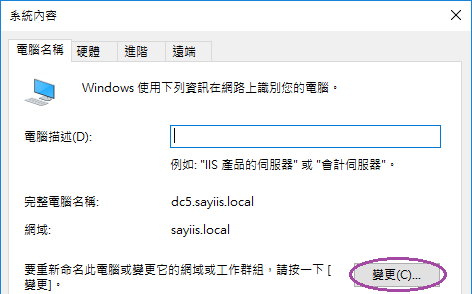 系統內容
電腦名稱 硬體 進階 遠端
Windows 使用下列資訊在網路上識別您的電腦。
電腦描述(D):
例如: "IIS 產品的伺服器" 或 "會計伺服器"。
完整電腦名稱: dc5.sayiis.local
網域: sayiis.local
要重新命名此電腦或變更它的網域或工作群組，請按一下 [
變更]。 變更(C)...